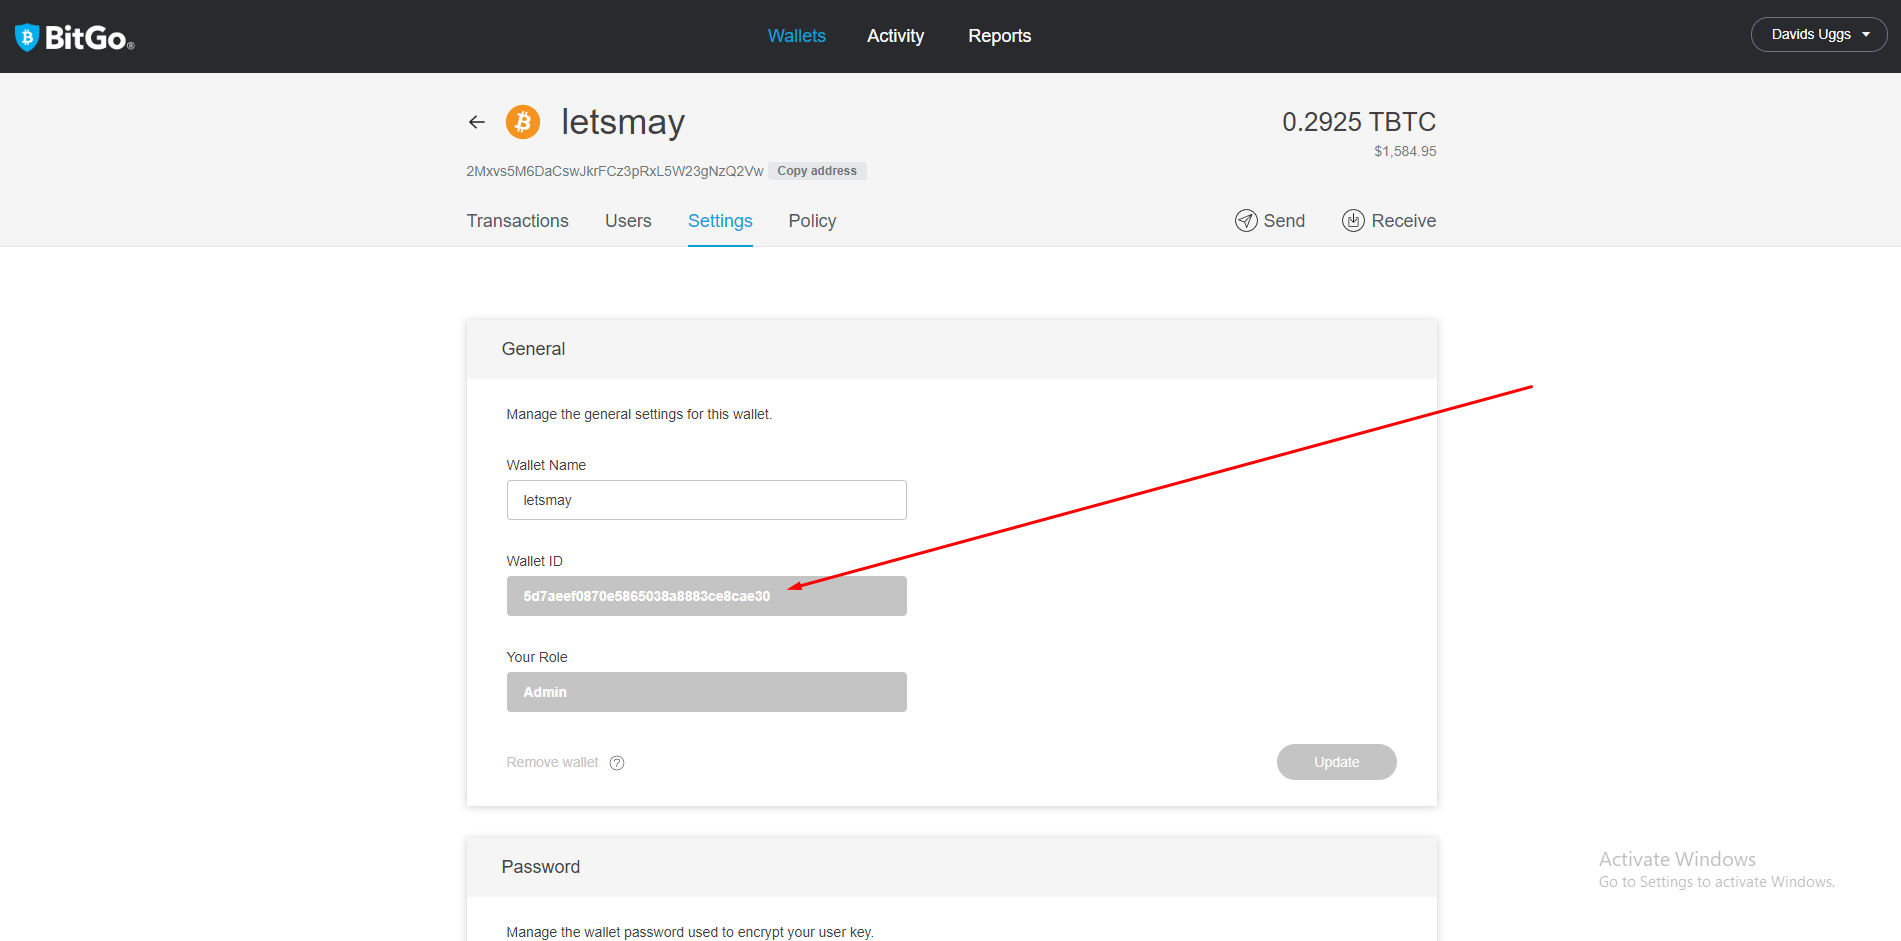 BitGo®
Wallets Activity Reports
Davids Uggs
letsmay
0.2925 TBTC
$1,584.95
2Mxvs5M6DaCswJkrFCz3pRxL5W23gNzQ2Vw Copy address
Transactions Users Settings Policy
Send Receive
General
Manage the general settings for this wallet.
Wallet Name
letsmay
Wallet ID
5d7aeef0870e5865038a8883ce8cae30
Your Role
Admin
Remove wallet ?
Update
Password
Manage the wallet password used to encrypt your user key.
Activate Windows
Go to Settings to activate Windows.